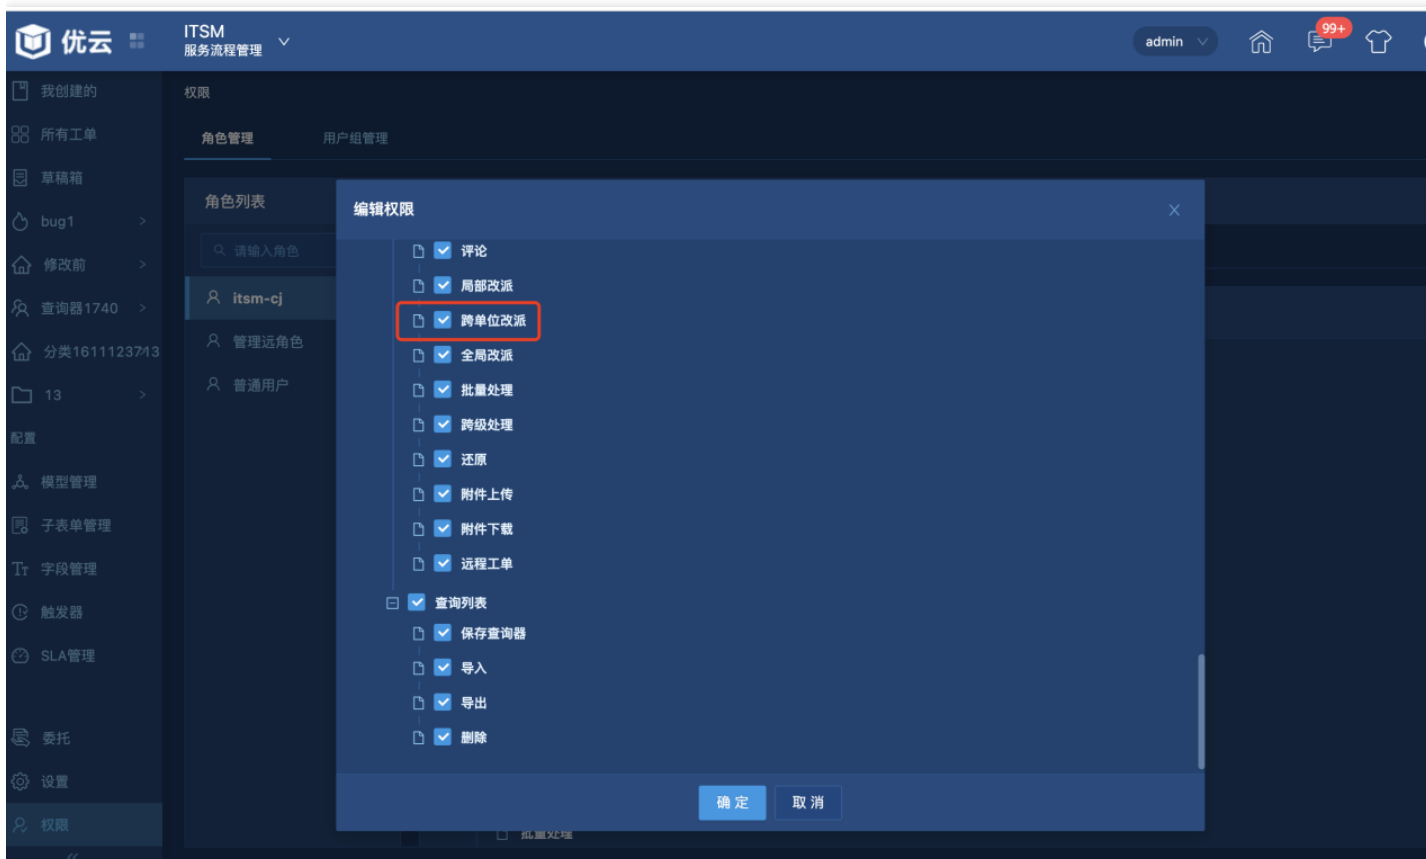 优云
ITSM
服务流程管理
admin
99+
我创建的
所有工单
草稿箱
bug1
修改前
查询器1740
分类1611123713
13
配置
模型管理
子表单管理
字段管理
触发器
SLA管理
委托
设置
权限
权限
角色管理
用户组管理
角色列表
请输入角色
itsm-cj
管理远角色
普通用户
编辑权限
评论
局部改派
跨单位改派
全局改派
批量处理
跨级处理
还原
附件上传
附件下载
远程工单
查询列表
保存查询器
导入
导出
删除
确定
取消
批量处理